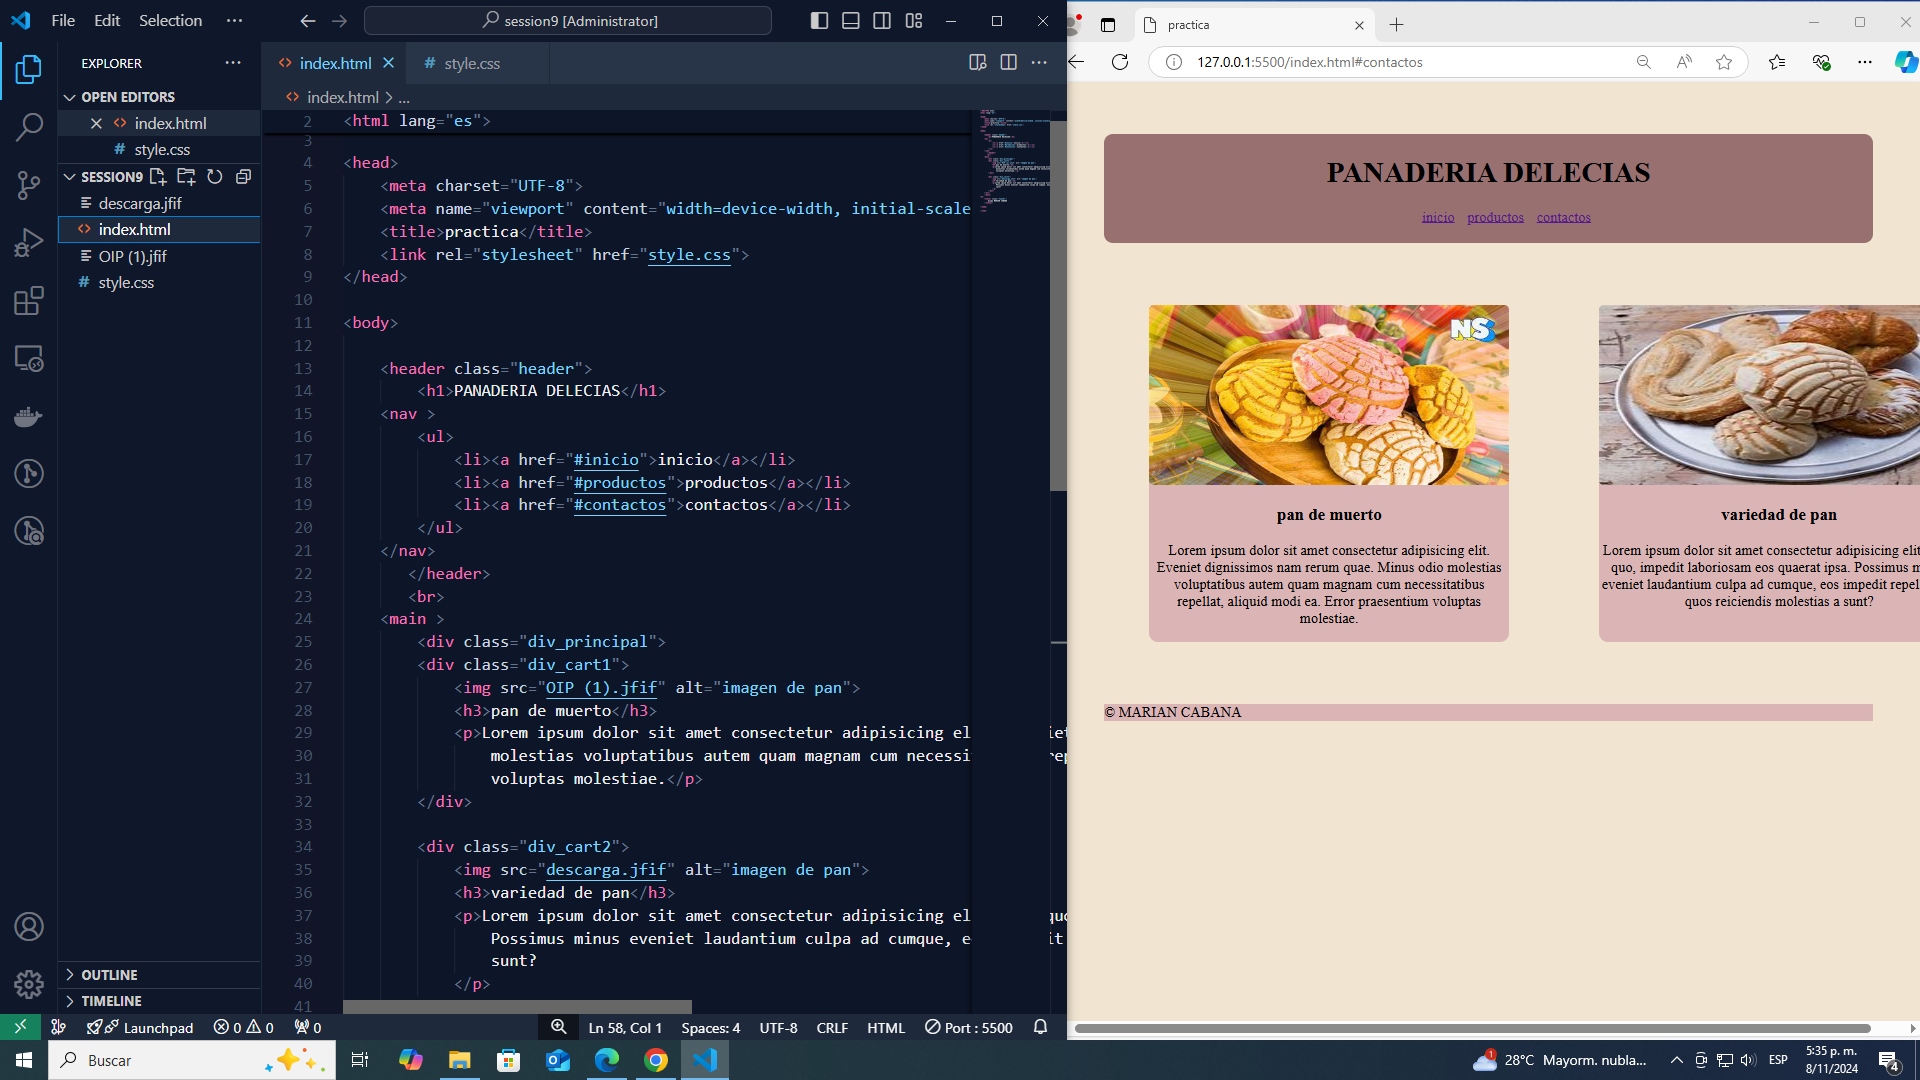 File Edit Selection ···
session9 [Administrator]
EXPLORER
OPEN EDITORS
index.html
style.css
SESSION9
descarga.jfif
index.html
OIP (1).jfif
style.css
OUTLINE
TIMELINE
index.html
style.css
index.html > ...
2 <html lang="es">
3
4 <head>
5 <meta charset="UTF-8">
6 <meta name="viewport" content="width=device-width, initial-scale
7 <title>practica</title>
8 <link rel="stylesheet" href="style.css">
9 </head>
10
11 <body>
12
13 <header class="header">
14 <h1>PANADERIA DELECIAS</h1>
15 <nav >
16 <ul>
17 <li><a href="#inicio">inicio</a></li>
18 <li><a href="#productos">productos</a></li>
19 <li><a href="#contactos">contactos</a></li>
20 </ul>
21 </nav>
22 </header>
23 <br>
24 <main >
25 <div class="div_principal">
26 <div class="div_cart1">
27 <img src="OIP (1).jfif" alt="imagen de pan">
28 <h3>pan de muerto</h3>
29 <p>Lorem ipsum dolor sit amet consectetur adipisicing el
30 molestias voluptatibus autem quam magnam cum necessi
31 voluptas molestiae.</p>
32 </div>
33
34 <div class="div_cart2">
35 <img src="descarga.jfif" alt="imagen de pan">
36 <h3>variedad de pan</h3>
37 <p>Lorem ipsum dolor sit amet consectetur adipisicing el
38 Possimus minus eveniet laudantium culpa ad cumque, e
39 sunt?
40 </p>
41
Launchpad 0 0 0
Ln 58, Col 1 Spaces: 4 UTF-8 CRLF HTML Port : 5500
practica
127.0.0.1:5500/index.html#contactos
PANADERIA DELECIAS
inicio productos contactos
NS
pan de muerto
Lorem ipsum dolor sit amet consectetur adipisicing elit.
Eveniet dignissimos nam rerum quae. Minus odio molestias
voluptatibus autem quam magnam cum necessitatibus
repellat, aliquid modi ea. Error praesentium voluptas
molestiae.
variedad de pan
Lorem ipsum dolor sit amet consectetur adipisicing elit
quo, impedit laboriosam eos quaerat ipsa. Possimus m
eveniet laudantium culpa ad cumque, eos impedit repel
quos reiciendis molestias a sunt?
© MARIAN CABANA
Buscar
1
28°C Mayorm. nubla...
ESP
5:35 p. m.
8/11/2024
4